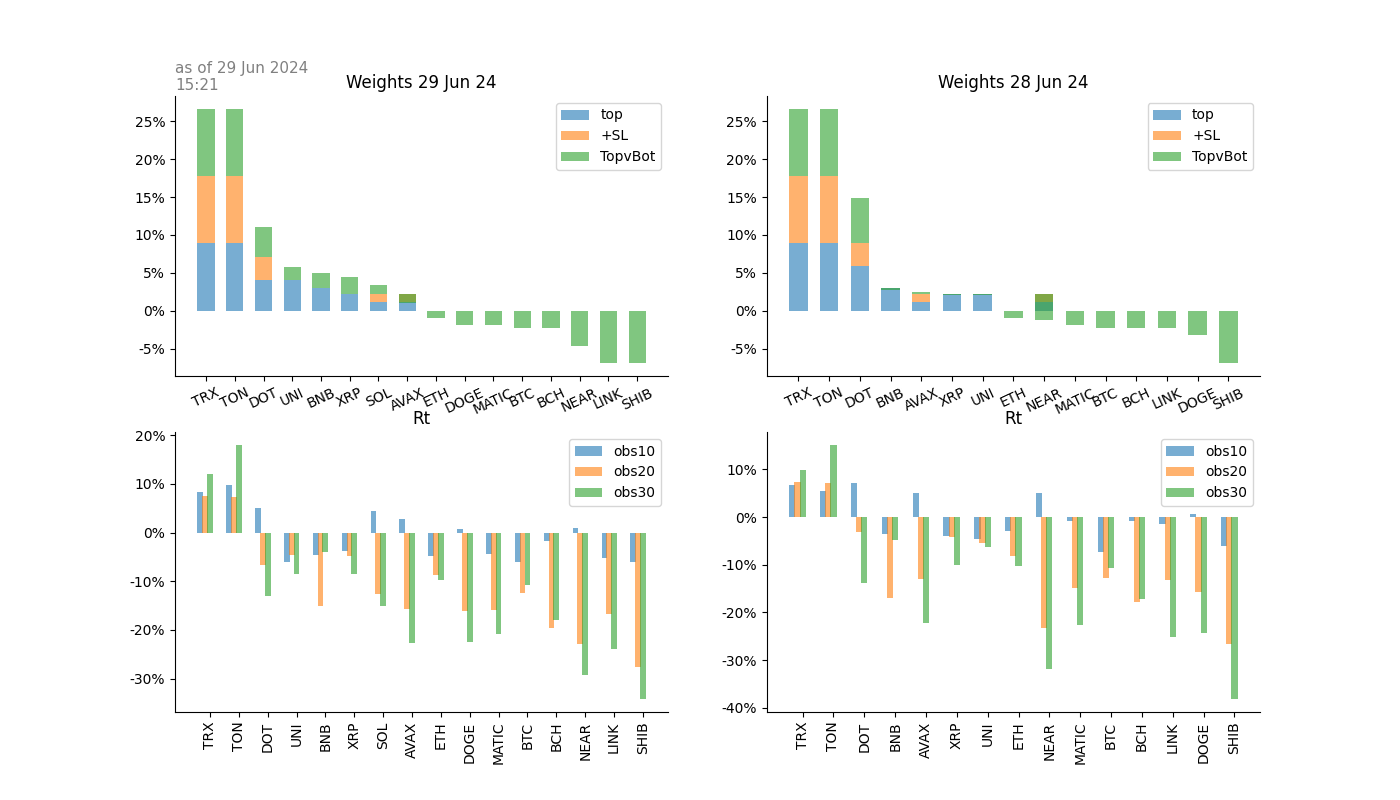 as of 29 Jun 2024
15:21
Weights 29 Jun 24
top
+SL
TopvBot
25%
20%
15%
10%
5%
0%
-5%
TRX TON DOT UNI BNB XRP SOL AVAX ETH DOGE MATIC BTC BCH NEAR LINK SHIB
Weights 28 Jun 24
top
+SL
TopvBot
25%
20%
15%
10%
5%
0%
-5%
TRX TON DOT BNB AVAX XRP UNI ETH NEAR MATIC BTC BCH LINK DOGE SHIB
Rt
obs10
obs20
obs30
20%
10%
0%
-10%
-20%
-30%
TRX TON DOT UNI BNB XRP SOL AVAX ETH DOGE MATIC BTC BCH NEAR LINK SHIB
Rt
obs10
obs20
obs30
10%
0%
-10%
-20%
-30%
-40%
TRX TON DOT BNB AVAX XRP UNI ETH NEAR MATIC BTC BCH LINK DOGE SHIB